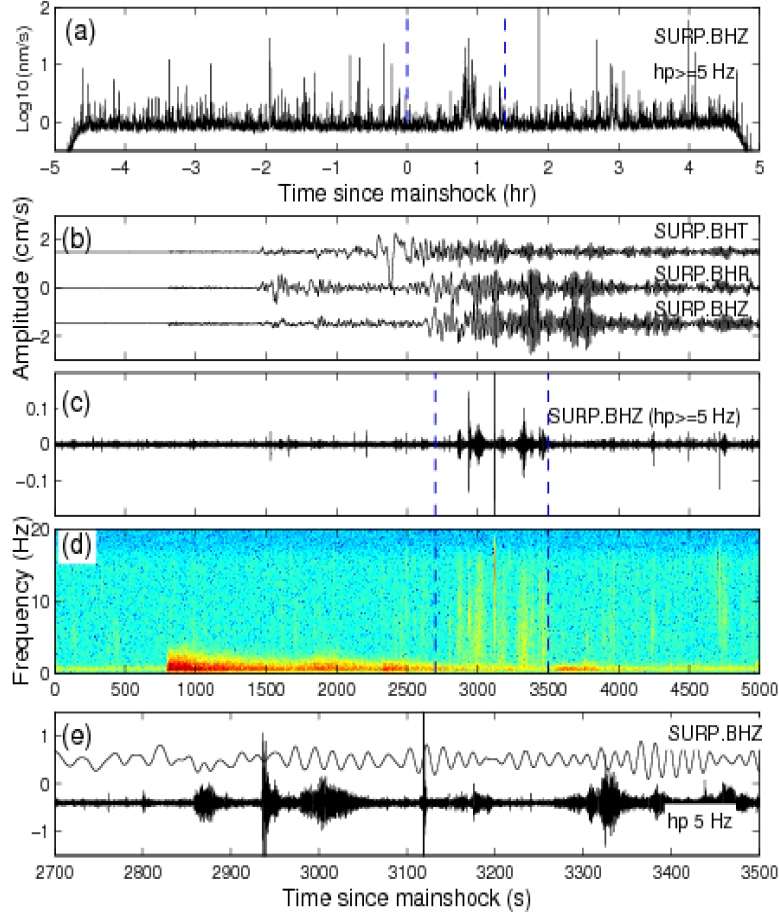 (a)
SURP.BHZ
hp>=5 Hz
Log10(nm/s)
2
1
0
−5 −4 −3 −2 −1 0 1 2 3 4 5
Time since mainshock (hr)
(b)
SURP.BHT
SURP.BHR
SURP.BHZ
Amplitude (cm/s)
2
0
−2
(c)
SURP.BHZ (hp>=5 Hz)
0.1
0
−0.1
(d)
Frequency (Hz)
20
10
0
0 500 1000 1500 2000 2500 3000 3500 4000 4500 5000
(e)
SURP.BHZ
hp 5 Hz
1
0
−1
2700 2800 2900 3000 3100 3200 3300 3400 3500
Time since mainshock (s)